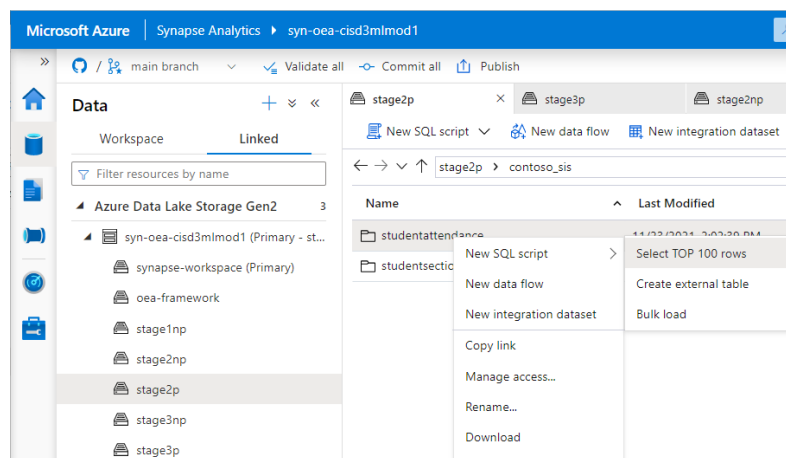 Microsoft Azure Synapse Analytics syn-oea-cisd3mlmod1
/ main branch Validate all Commit all Publish
Data
Workspace Linked
Filter resources by name
Azure Data Lake Storage Gen2 3
syn-oea-cisd3mlmod1 (Primary - st...
synapse-workspace (Primary)
oea-framework
stage1np
stage2np
stage2p
stage3np
stage3p
stage2p stage3p stage2np
New SQL script New data flow New integration dataset
stage2p contoso_sis
Name Last Modified
studentattendance 11/23/2021, 2:02:39 PM
studentsectio
New SQL script
New data flow
New integration dataset
Copy link
Manage access...
Rename...
Download
Select TOP 100 rows
Create external table
Bulk load